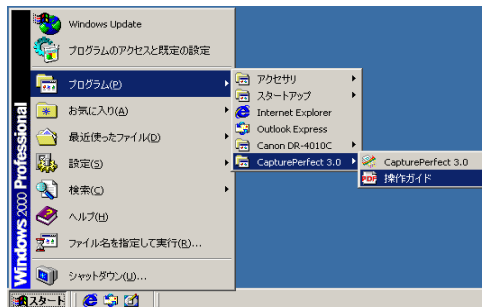 Windows Update
プログラムのアクセスと既定の設定
プログラム(P)
お気に入り(A)
最近使ったファイル(D)
設定(S)
検索(C)
ヘルプ(H)
ファイル名を指定して実行(R)...
シャットダウン(U)...
Windows 2000 Professional
アクセサリ
スタートアップ
Internet Explorer
Outlook Express
Canon DR-4010C
CapturePerfect 3.0
CapturePerfect 3.0
PDF 操作ガイド
スタート